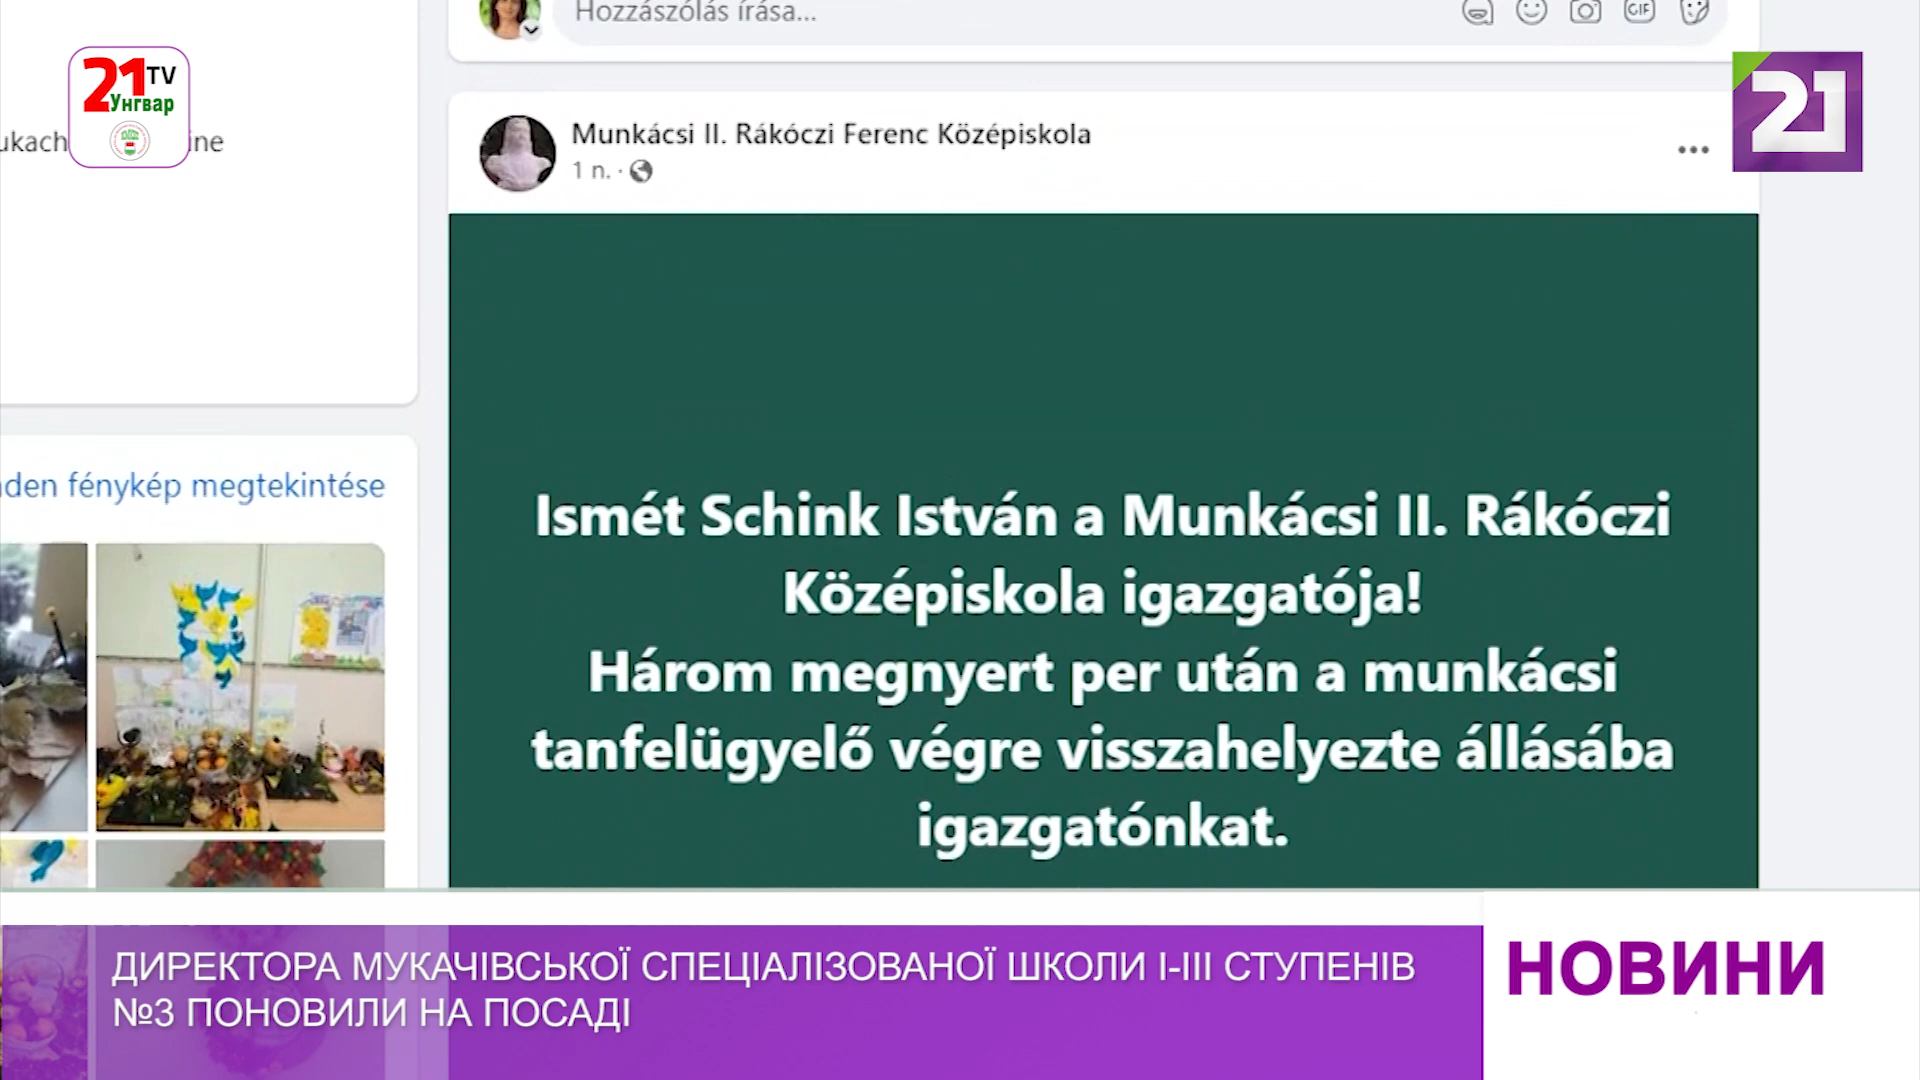 Hozzászólás írása...
GIF
21 TV
Унгвар
21
ukach
ine
Munkácsi II. Rákóczi Ferenc Középiskola
1 n. ·
nden fénykép megtekintése
Ismét Schink István a Munkácsi II. Rákóczi
Középiskola igazgatója!
Három megnyert per után a munkácsi
tanfelügyelő végre visszahelyezte állásába
igazgatónkat.
ДИРЕКТОРА МУКАЧІВСЬКОЇ СПЕЦІАЛІЗОВАНОЇ ШКОЛИ І-ІІІ СТУПЕНІВ
№3 ПОНОВИЛИ НА ПОСАДІ
НОВИНИ